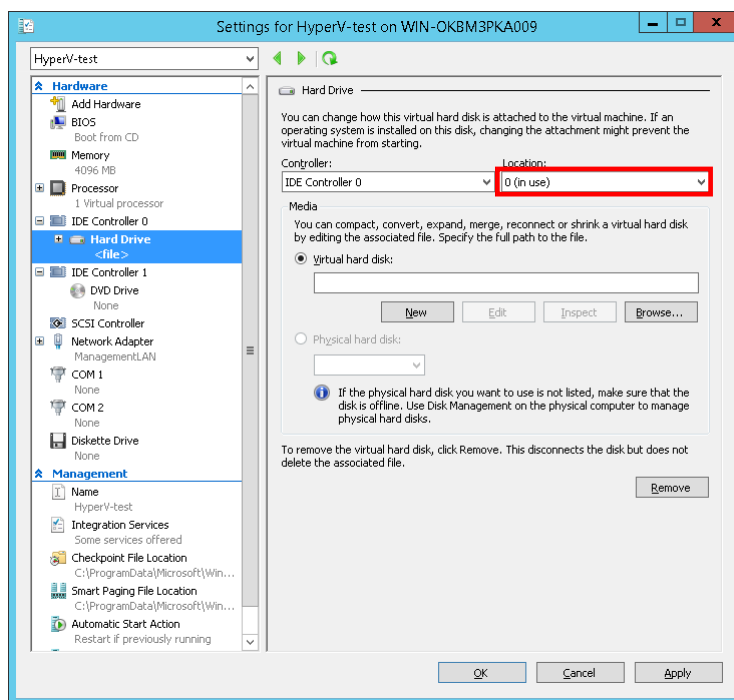 Settings for HyperV-test on WIN-OKBM3PKA009
HyperV-test
Hardware
Add Hardware
BIOS
Boot from CD
Memory
4096 MB
Processor
1 Virtual processor
IDE Controller 0
Hard Drive
<file>
IDE Controller 1
DVD Drive
None
SCSI Controller
Network Adapter
ManagementLAN
COM 1
None
COM 2
None
Diskette Drive
None
Management
Name
HyperV-test
Integration Services
Some services offered
Checkpoint File Location
C:\ProgramData\Microsoft\Win...
Smart Paging File Location
C:\ProgramData\Microsoft\Win...
Automatic Start Action
Restart if previously running
Hard Drive
You can change how this virtual hard disk is attached to the virtual machine. If an
operating system is installed on this disk, changing the attachment might prevent the
virtual machine from starting.
Controller:
Location:
IDE Controller 0
0 (in use)
Media
You can compact, convert, expand, merge, reconnect or shrink a virtual hard disk
by editing the associated file. Specify the full path to the file.
Virtual hard disk:
New
Edit
Inspect
Browse...
Physical hard disk:
If the physical hard disk you want to use is not listed, make sure that the
disk is offline. Use Disk Management on the physical computer to manage
physical hard disks.
To remove the virtual hard disk, click Remove. This disconnects the disk but does not
delete the associated file.
Remove
OK
Cancel
Apply